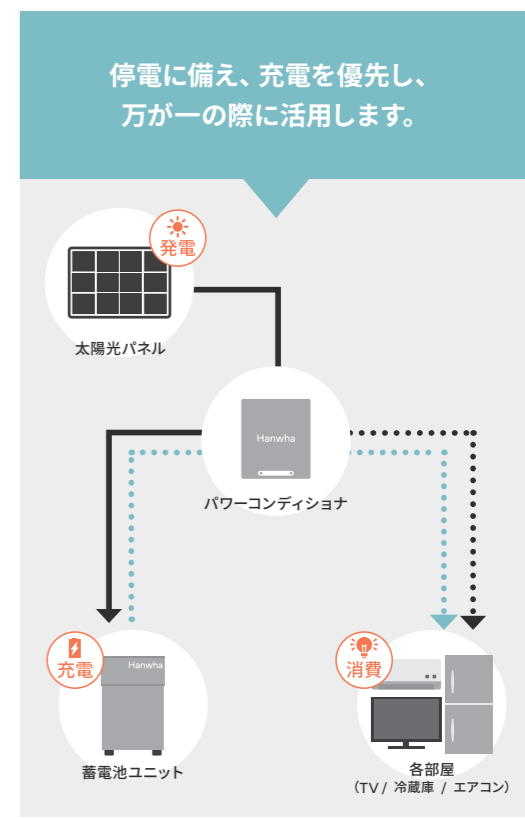 停電に備え、充電を優先し、
万が一の際に活用します。
発電
太陽光パネル
Hanwha
パワーコンディショナ
充電
Hanwha
蓄電池ユニット
消費
各部屋
（TV / 冷蔵庫 / エアコン）